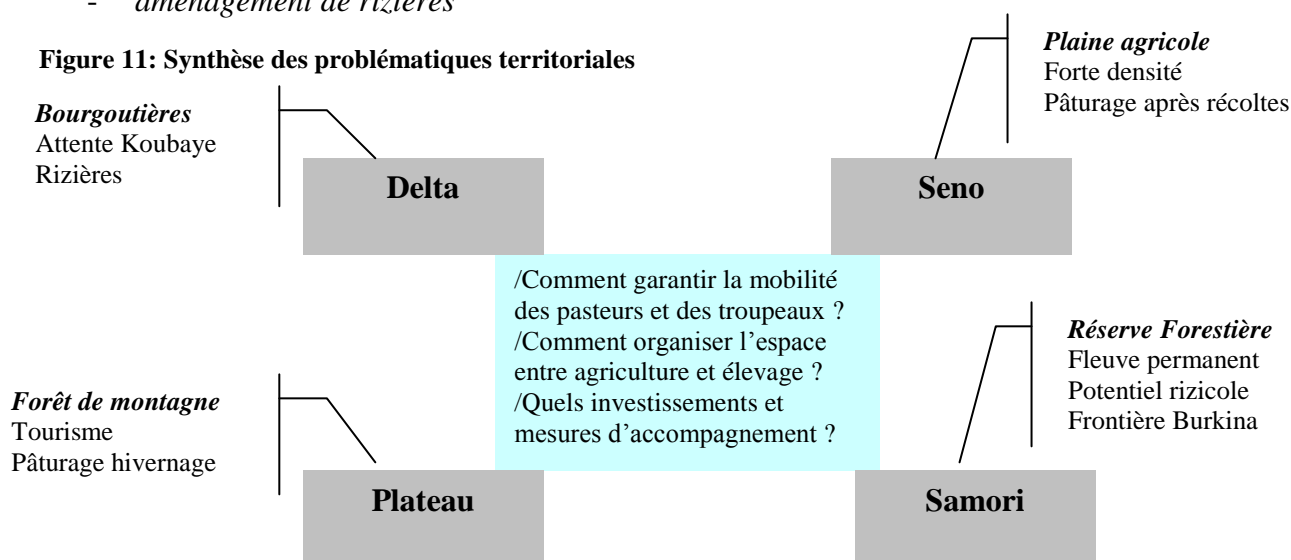 - aménagement de rizières
Figure 11: Synthèse des problématiques territoriales
Bourgoutières
Attente Koubaye
Rizières
Delta
Plaine agricole
Forte densité
Pâturage après récoltes
Seno
/Comment garantir la mobilité
des pasteurs et des troupeaux ?
/Comment organiser l'espace
entre agriculture et élevage ?
/Quels investissements et
mesures d'accompagnement ?
Forêt de montagne
Tourisme
Pâturage hivernage
Plateau
Réserve Forestière
Fleuve permanent
Potentiel rizicole
Frontière Burkina
Samori